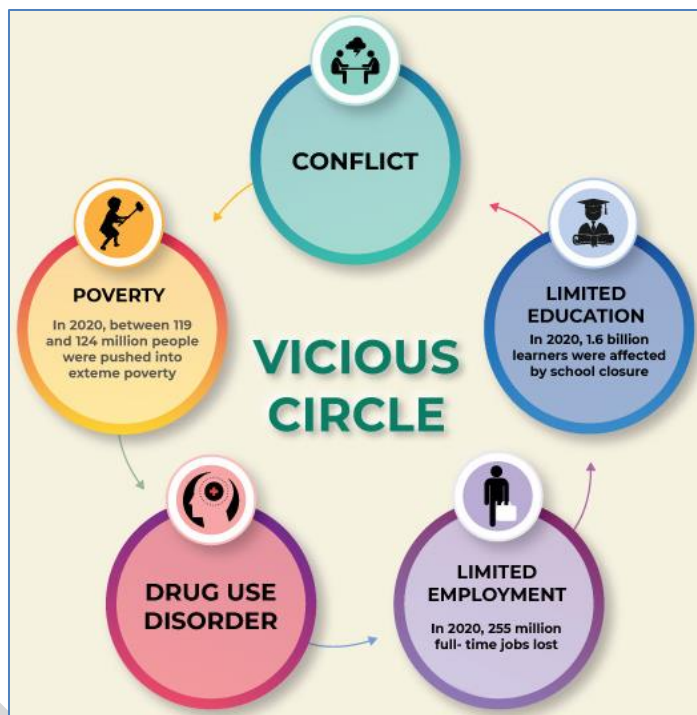 CONFLICT
POVERTY
In 2020, between 119
and 124 million people
were pushed into
exteme poverty
LIMITED
EDUCATION
In 2020, 1.6 billion
learners were affected
by school closure
VICIOUS
CIRCLE
DRUG USE
DISORDER
LIMITED
EMPLOYMENT
In 2020, 255 million
full- time jobs lost